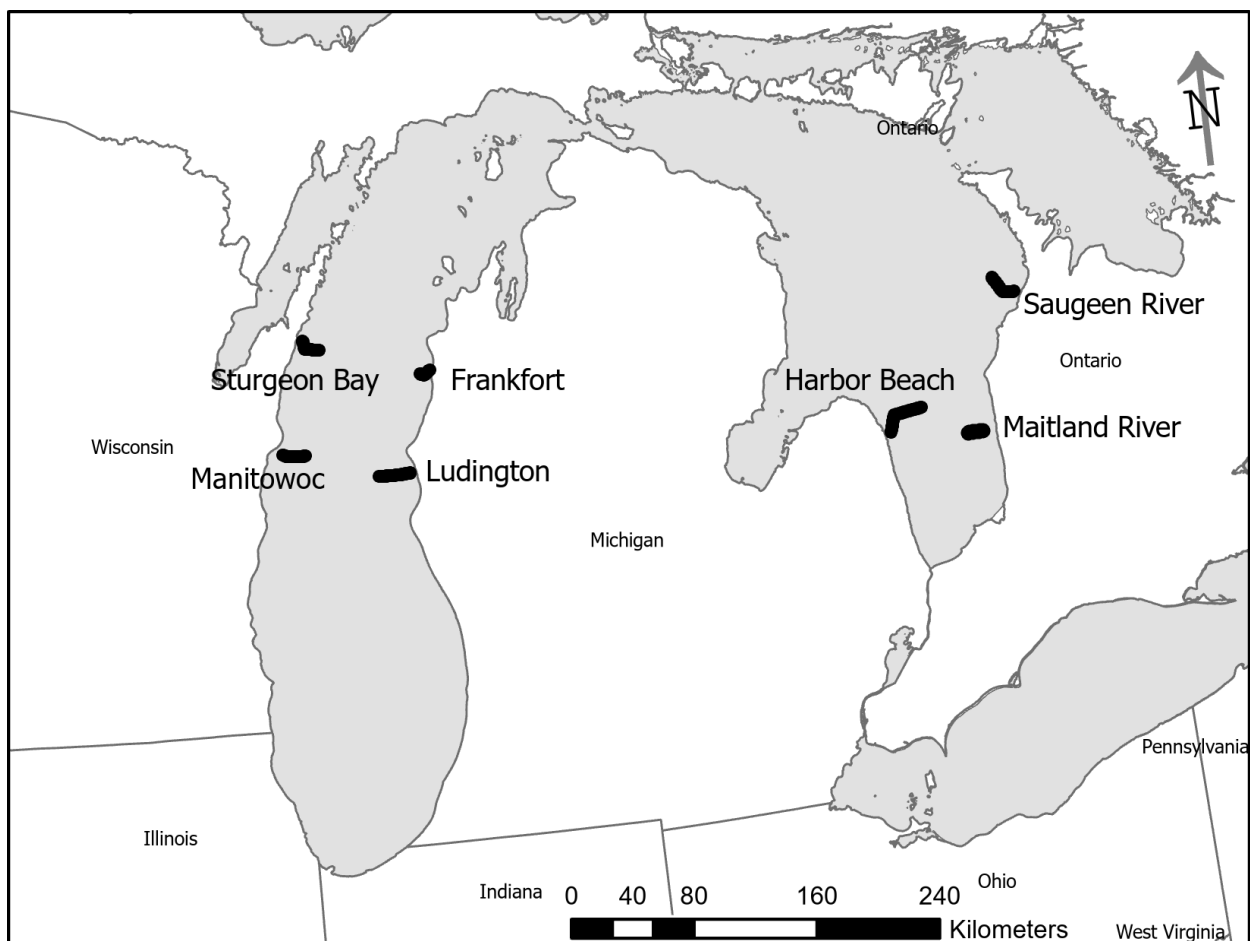 N
Ontario
Saugeen River
Ontario
Sturgeon Bay
Frankfort
Harbor Beach
Maitland River
Wisconsin
Manitowoc
Ludington
Michigan
Pennsylvania
Illinois
Indiana
Ohio
0 40 80 160 240
Kilometers
West Virginia